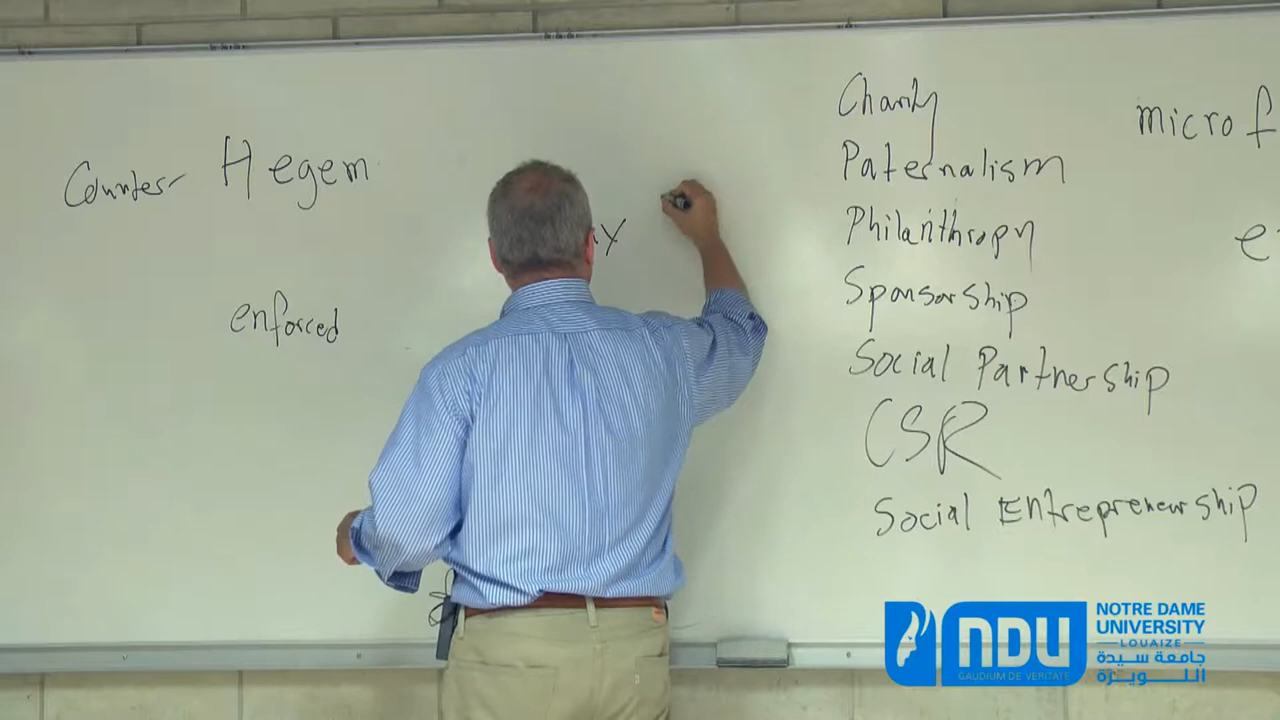 Counter- Hegem
enforced
Charity
Paternalism
Philanthropy
Sponsorship
Social Partnership
CSR
Social Entrepreneurship
micro f
e
NDU
GAUDIUM DE VERITATE
NOTRE DAME
UNIVERSITY
LOUAIZE
جامعة سيدة
اللويزة